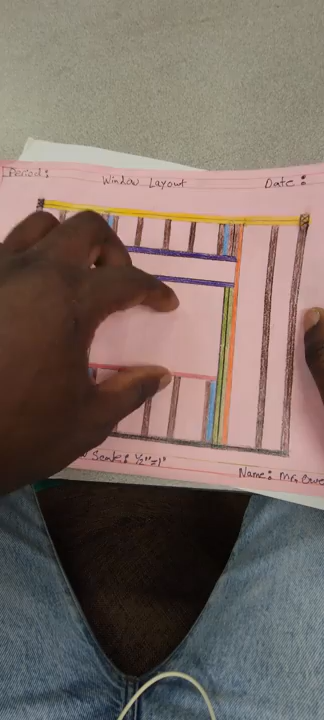 Period:
Window Layout
Date:
Scale: ½"=1'
Name: Mr.